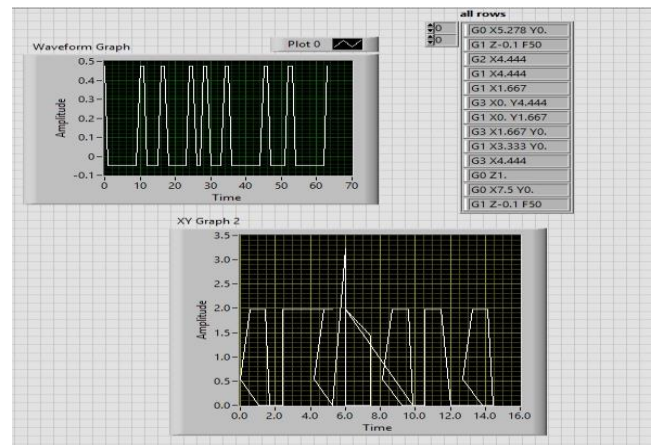 all rows
Waveform Graph
Plot 0
0
0
G0 X5.278 Y0.
G1 Z-0.1 F50
G2 X4.444
G1 X4.444
G1 X1.667
G3 X0. Y4.444
G1 X0. Y1.667
G3 X1.667 Y0.
G1 X3.333 Y0.
G3 X4.444
G0 Z1.
G0 X7.5 Y0.
G1 Z-0.1 F50
0.5
0.4
0.3
0.2
0.1
0
-0.1
Amplitude
0 10 20 30 40 50 60 70
Time
XY Graph 2
3.5
3.0
2.5
2.0
1.5
1.0
0.5
0.0
Amplitude
0.0 2.0 4.0 6.0 8.0 10.0 12.0 14.0 16.0
Time